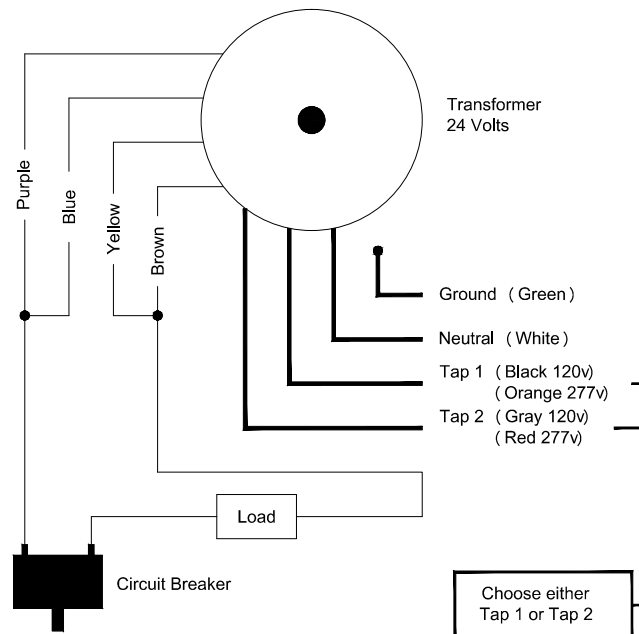 Transformer
24 Volts
Purple
Blue
Yellow
Brown
Ground ( Green )
Neutral ( White )
Tap 1 ( Black 120v)
( Orange 277v)
Tap 2 ( Gray 120v)
( Red 277v)
Load
Circuit Breaker
Choose either
Tap 1 or Tap 2